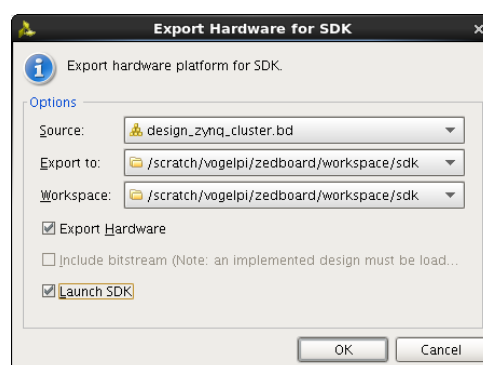 Export Hardware for SDK
Export hardware platform for SDK.
Options
Source: design_zynq_cluster.bd
Export to: /scratch/vogelpi/zedboard/workspace/sdk
Workspace: /scratch/vogelpi/zedboard/workspace/sdk
Export Hardware
Include bitstream (Note: an implemented design must be load...
Launch SDK
OK Cancel